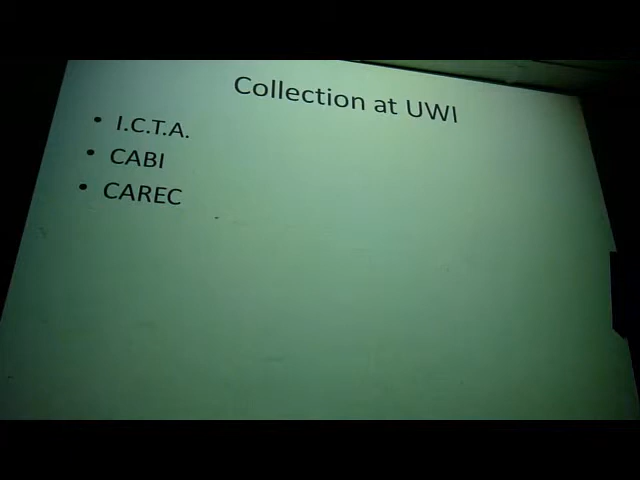 Collection at UWI
• I.C.T.A.
• CABI
• CAREC